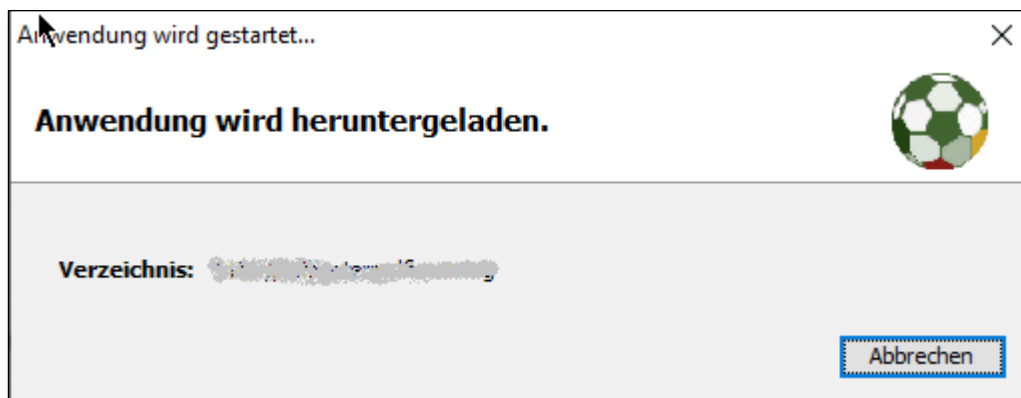 Anwendung wird gestartet...
Anwendung wird heruntergeladen.
Verzeichnis:
Abbrechen